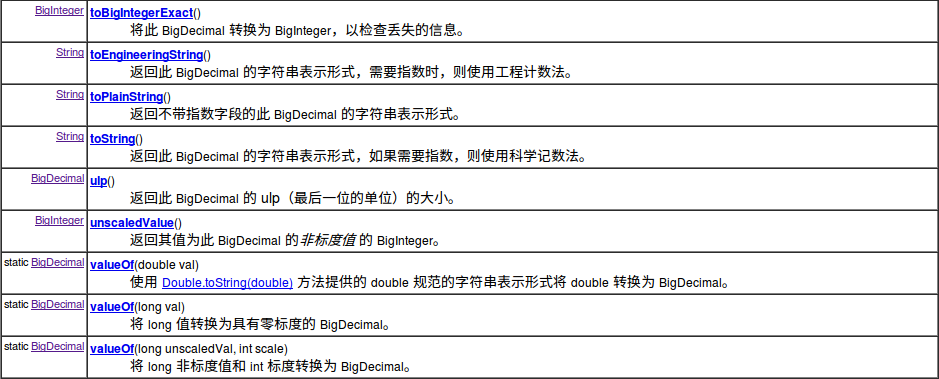 BigInteger toBigIntegerExact()
将此 BigDecimal 转换为 BigInteger，以检查丢失的信息。
String toEngineeringString()
返回此 BigDecimal 的字符串表示形式，需要指数时，则使用工程计数法。
String toPlainString()
返回不带指数字段的此 BigDecimal 的字符串表示形式。
String toString()
返回此 BigDecimal 的字符串表示形式，如果需要指数，则使用科学记数法。
BigDecimal ulp()
返回此 BigDecimal 的 ulp（最后一位的单位）的大小。
BigInteger unscaledValue()
返回其值为此 BigDecimal 的非标度值 的 BigInteger。
static BigDecimal valueOf(double val)
使用 Double.toString(double) 方法提供的 double 规范的字符串表示形式将 double 转换为 BigDecimal。
static BigDecimal valueOf(long val)
将 long 值转换为具有零标度的 BigDecimal。
static BigDecimal valueOf(long unscaledVal, int scale)
将 long 非标度值和 int 标度转换为 BigDecimal。